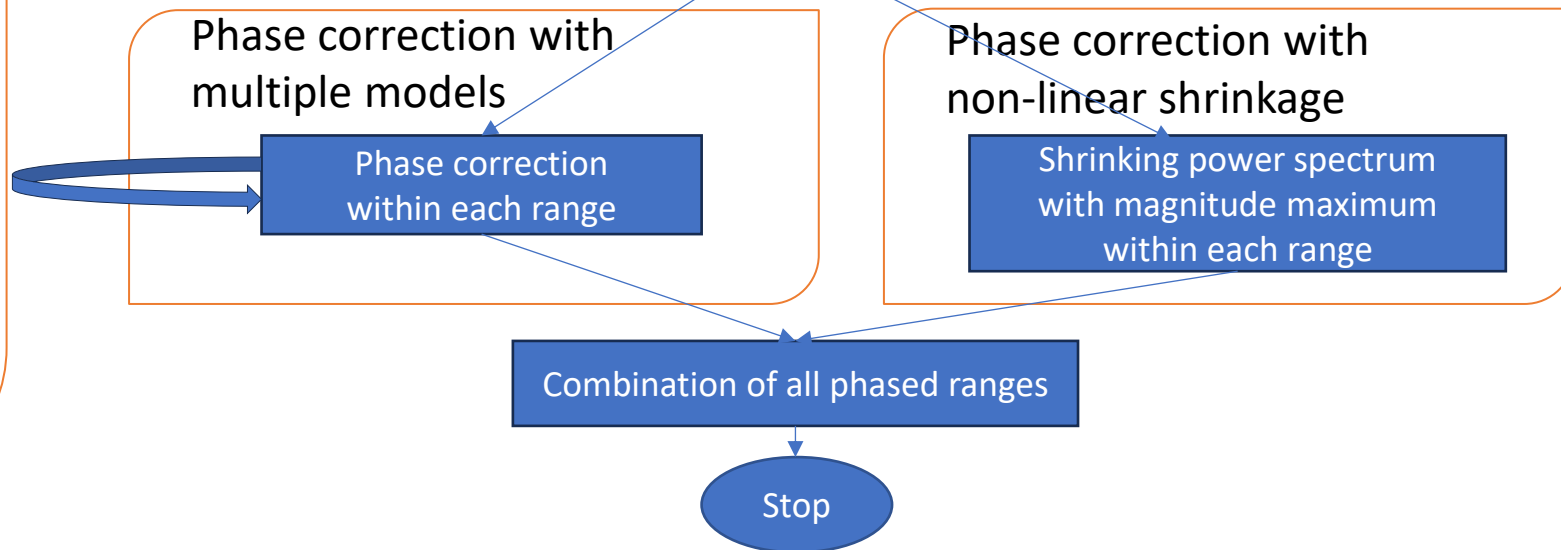 Phase correction with
multiple models
Phase correction
within each range
Phase correction with
non-linear shrinkage
Shrinking power spectrum
with magnitude maximum
within each range
Combination of all phased ranges
Stop